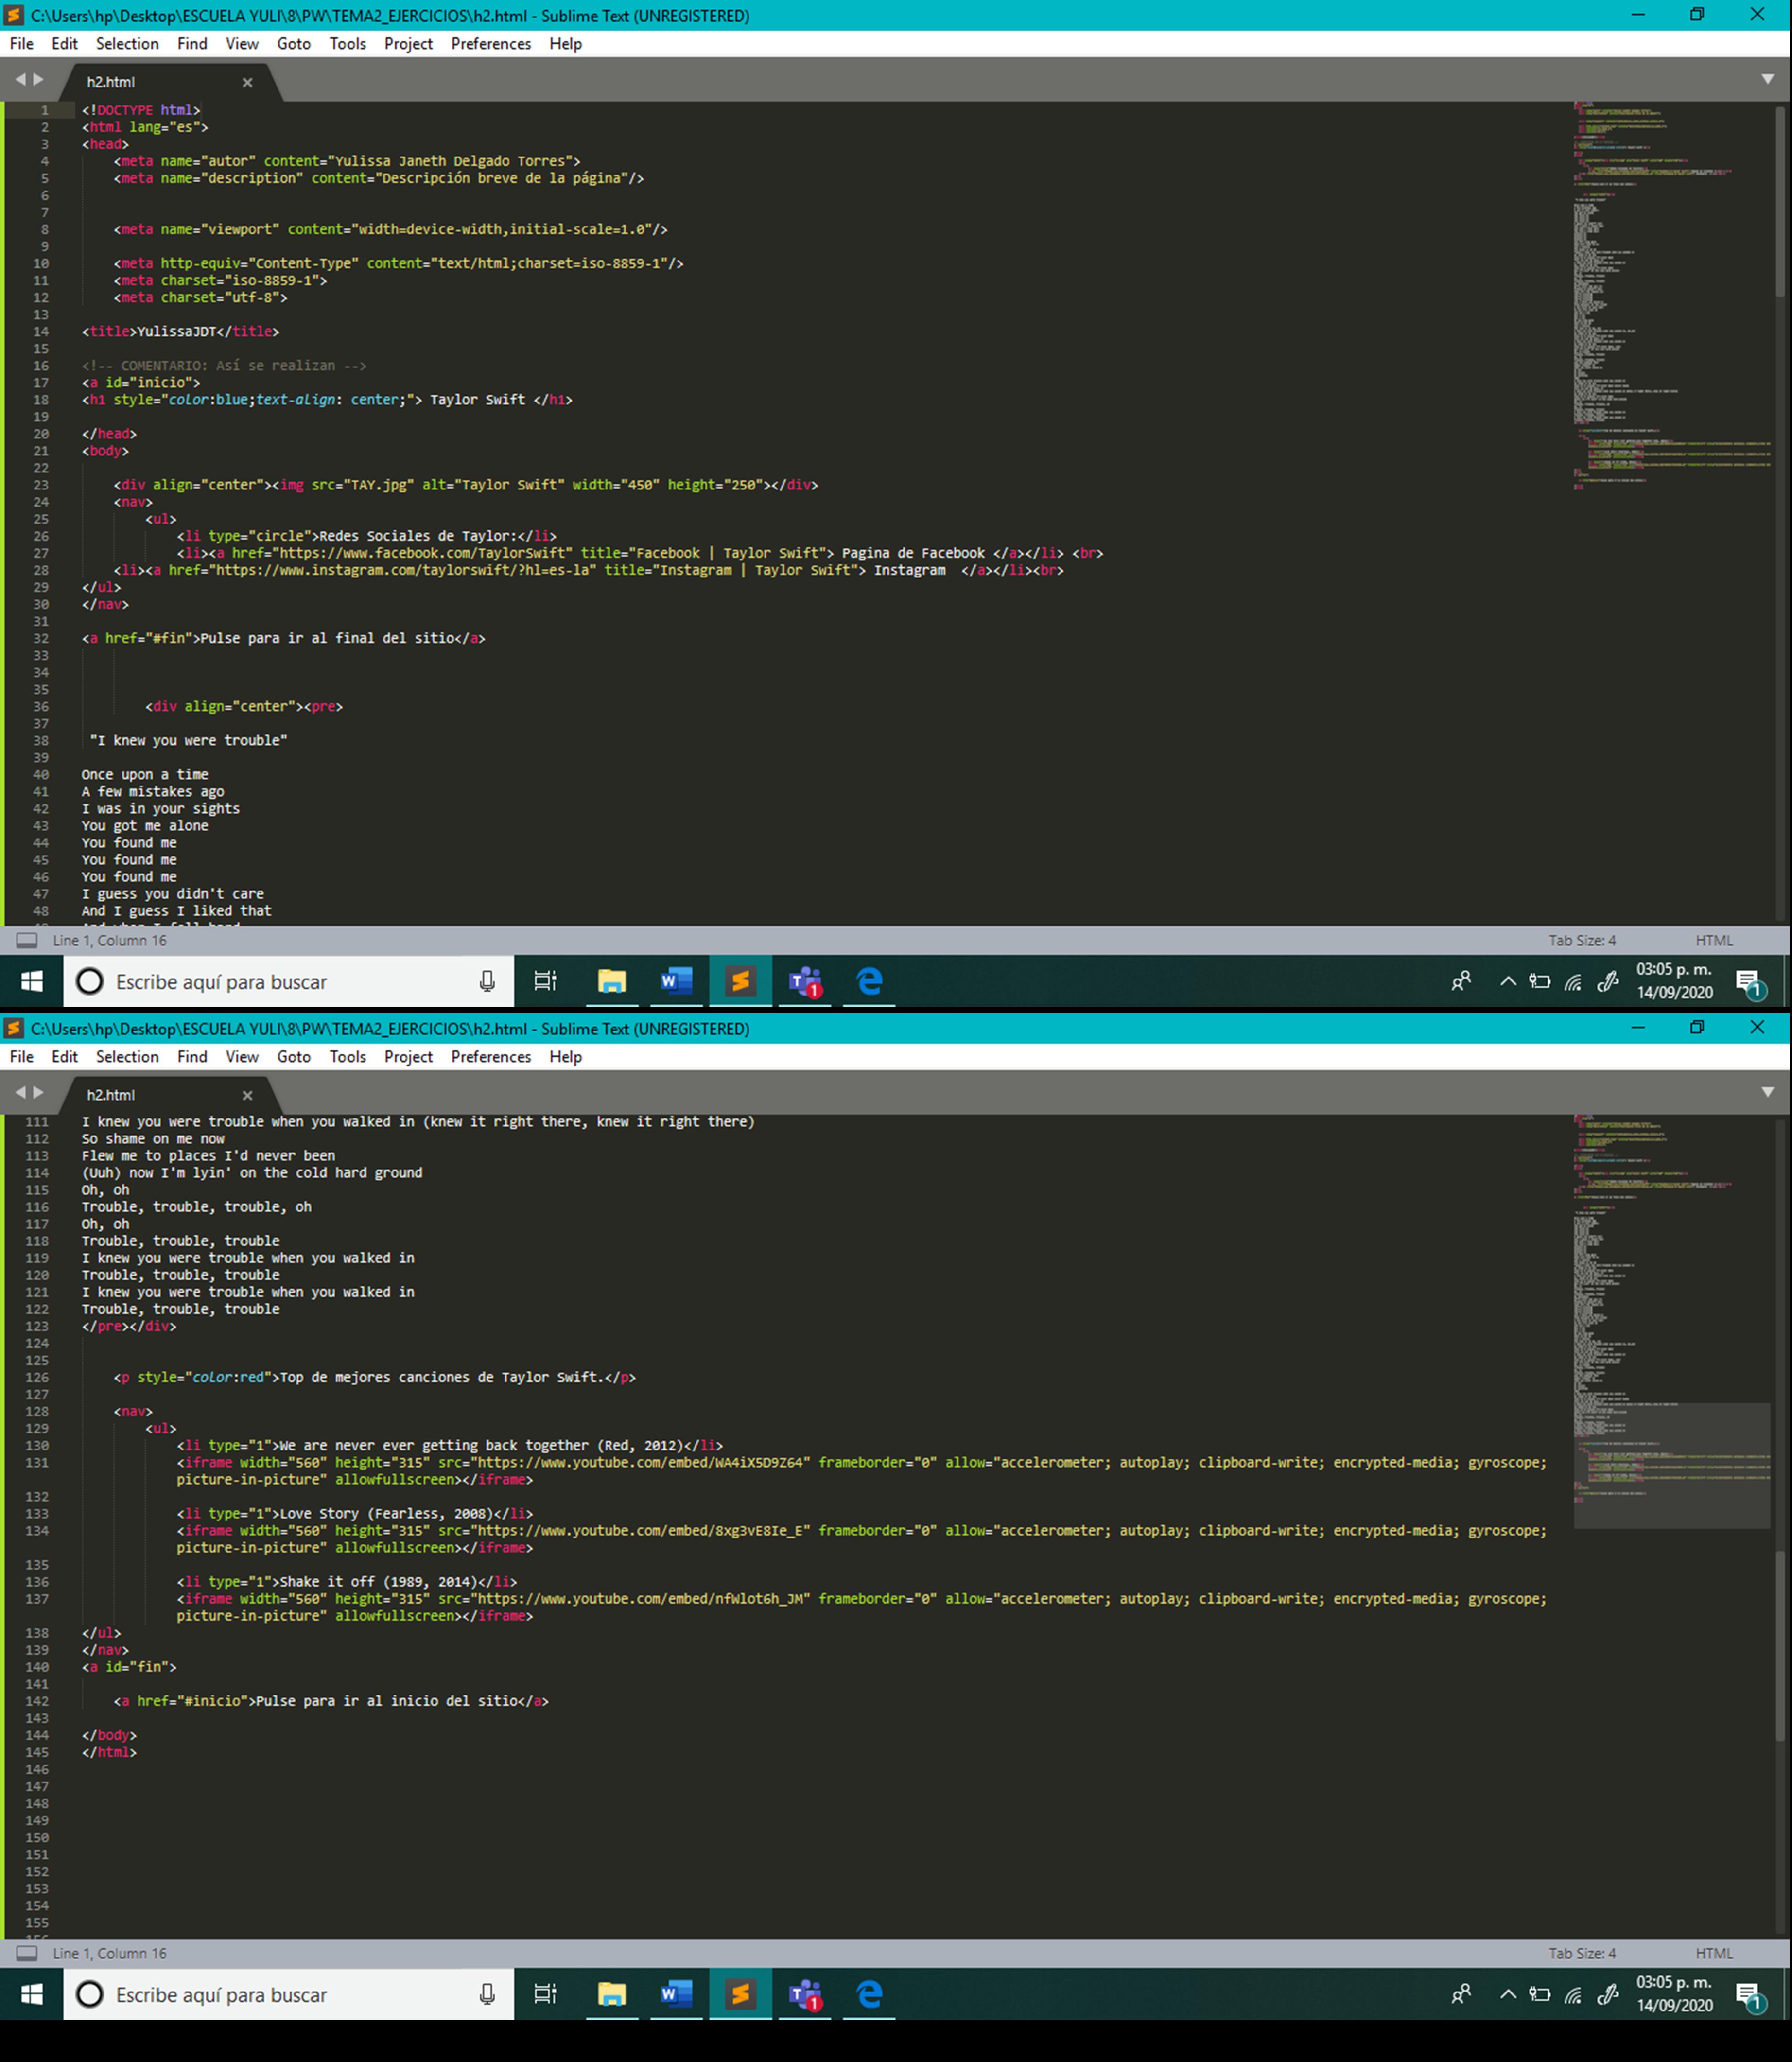 C:\Users\hp\Desktop\ESCUELA YULI\8\PW\TEMA2_EJERCICIOS\h2.html - Sublime Text (UNREGISTERED)
File Edit Selection Find View Goto Tools Project Preferences Help
h2.html
1 <!DOCTYPE html>
2 <html lang="es">
3 <head>
4 <meta name="autor" content="Yulissa Janeth Delgado Torres">
5 <meta name="description" content="Descripción breve de la página"/>
6
7
8 <meta name="viewport" content="width=device-width,initial-scale=1.0"/>
9
10 <meta http-equiv="Content-Type" content="text/html;charset=iso-8859-1"/>
11 <meta charset="iso-8859-1">
12 <meta charset="utf-8">
13
14 <title>YulissaJDT</title>
15
16 <!-- COMENTARIO: Así se realizan -->
17 <a id="inicio">
18 <h1 style="color:blue;text-align: center;"> Taylor Swift </h1>
19
20 </head>
21 <body>
22
23 <div align="center"><img src="TAY.jpg" alt="Taylor Swift" width="450" height="250"></div>
24 <nav>
25 <ul>
26 <li type="circle">Redes Sociales de Taylor:</li>
27 <li><a href="https://www.facebook.com/TaylorSwift" title="Facebook | Taylor Swift"> Pagina de Facebook </a></li> <br>
28 <li><a href="https://www.instagram.com/taylorswift/?hl=es-la" title="Instagram | Taylor Swift"> Instagram  </a></li><br>
29 </ul>
30 </nav>
31
32 <a href="#fin">Pulse para ir al final del sitio</a>
33
34
35
36 <div align="center"><pre>
37
38 "I knew you were trouble"
39
40 Once upon a time
41 A few mistakes ago
42 I was in your sights
43 You got me alone
44 You found me
45 You found me
46 You found me
47 I guess you didn't care
48 And I guess I liked that
Line 1, Column 16 Tab Size: 4 HTML
Escribe aquí para buscar
1
03:05 p. m.
14/09/2020
1
C:\Users\hp\Desktop\ESCUELA YULI\8\PW\TEMA2_EJERCICIOS\h2.html - Sublime Text (UNREGISTERED)
File Edit Selection Find View Goto Tools Project Preferences Help
h2.html
111 I knew you were trouble when you walked in (knew it right there, knew it right there)
112 So shame on me now
113 Flew me to places I'd never been
114 (Uuh) now I'm lyin' on the cold hard ground
115 Oh, oh
116 Trouble, trouble, trouble, oh
117 Oh, oh
118 Trouble, trouble, trouble
119 I knew you were trouble when you walked in
120 Trouble, trouble, trouble
121 I knew you were trouble when you walked in
122 Trouble, trouble, trouble
123 </pre></div>
124
125
126 <p style="color:red">Top de mejores canciones de Taylor Swift.</p>
127
128 <nav>
129 <ul>
130 <li type="1">We are never ever getting back together (Red, 2012)</li>
131 <iframe width="560" height="315" src="https://www.youtube.com/embed/WA4iX5D9Z64" frameborder="0" allow="accelerometer; autoplay; clipboard-write; encrypted-media; gyroscope;
picture-in-picture" allowfullscreen></iframe>
132
133 <li type="1">Love Story (Fearless, 2008)</li>
134 <iframe width="560" height="315" src="https://www.youtube.com/embed/8xg3vE8Ie_E" frameborder="0" allow="accelerometer; autoplay; clipboard-write; encrypted-media; gyroscope;
picture-in-picture" allowfullscreen></iframe>
135
136 <li type="1">Shake it off (1989, 2014)</li>
137 <iframe width="560" height="315" src="https://www.youtube.com/embed/nfWlot6h_JM" frameborder="0" allow="accelerometer; autoplay; clipboard-write; encrypted-media; gyroscope;
picture-in-picture" allowfullscreen></iframe>
138 </ul>
139 </nav>
140 <a id="fin">
141
142 <a href="#inicio">Pulse para ir al inicio del sitio</a>
143
144 </body>
145 </html>
146
147
148
149
150
151
152
153
154
155
Line 1, Column 16 Tab Size: 4 HTML
Escribe aquí para buscar
1
03:05 p. m.
14/09/2020
1